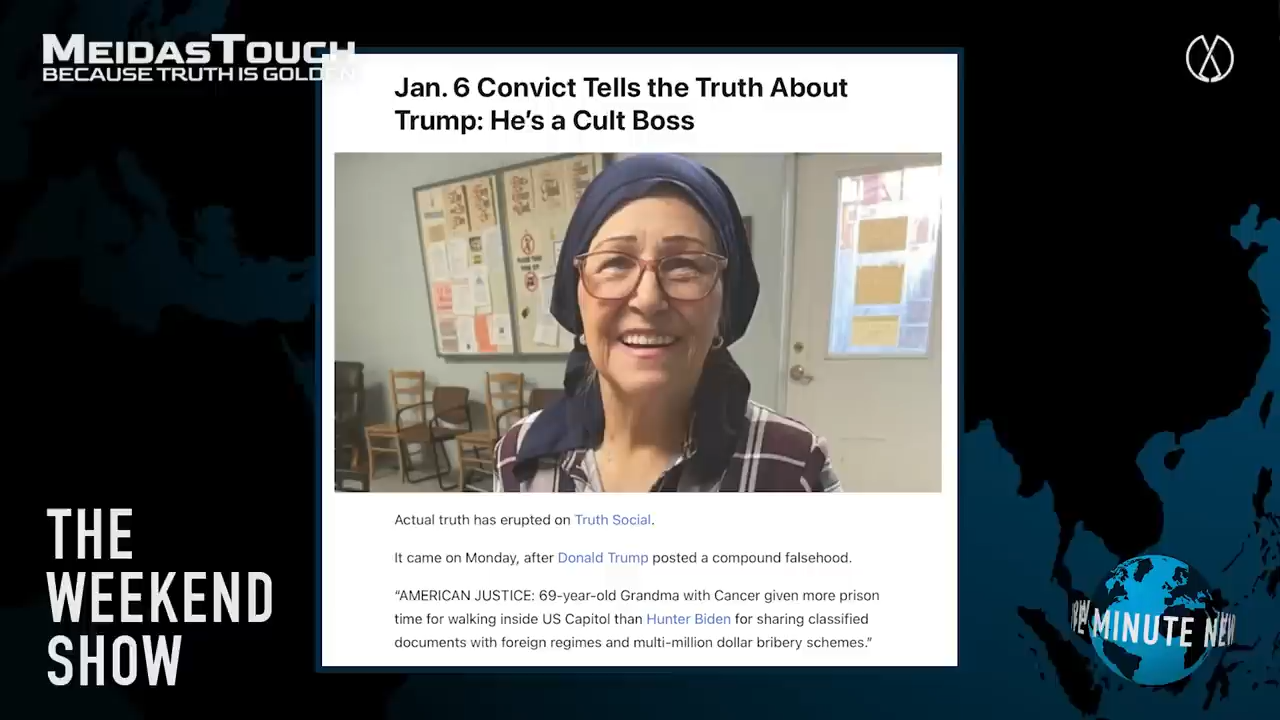 MEIDASTOUCH
BECAUSE TRUTH IS GOLDEN
Jan. 6 Convict Tells the Truth About
Trump: He's a Cult Boss
Actual truth has erupted on Truth Social.
It came on Monday, after Donald Trump posted a compound falsehood.
“AMERICAN JUSTICE: 69-year-old Grandma with Cancer given more prison
time for walking inside US Capitol than Hunter Biden for sharing classified
documents with foreign regimes and multi-million dollar bribery schemes.”
THE
WEEKEND
SHOW
MINUTE